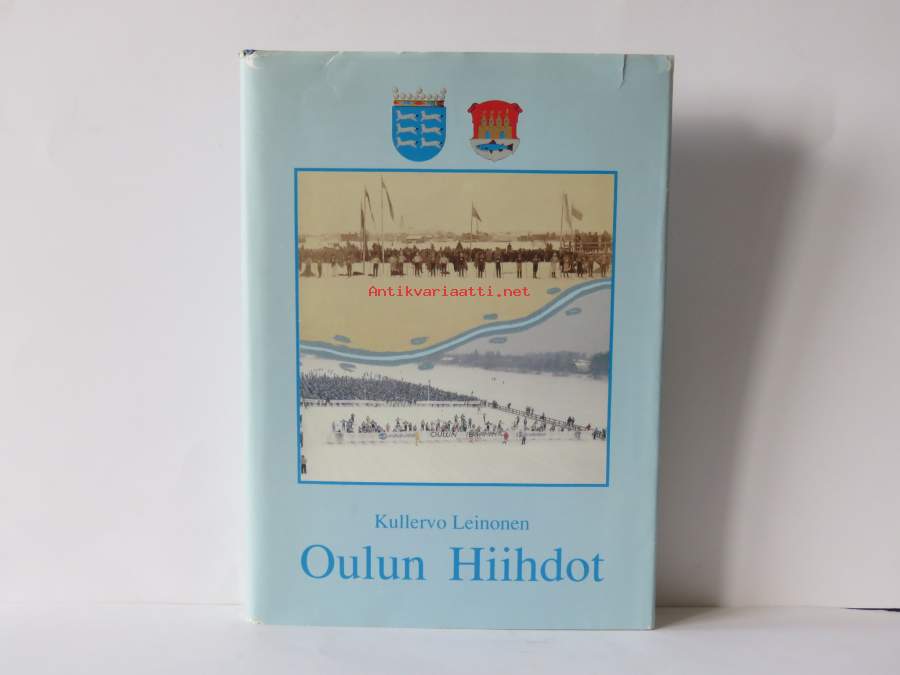 Antikvariaatti.net
OULUN
Kullervo Leinonen
Oulun Hiihdot